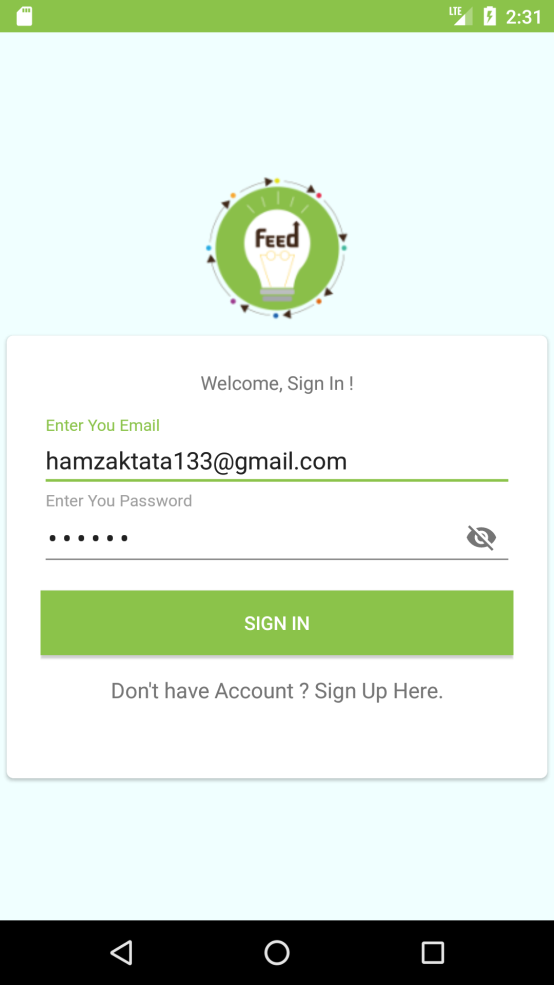 LTE 2:31
FEEd
Welcome, Sign In !
Enter You Email
hamzaktata133@gmail.com
Enter You Password
••••••
SIGN IN
Don't have Account ? Sign Up Here.